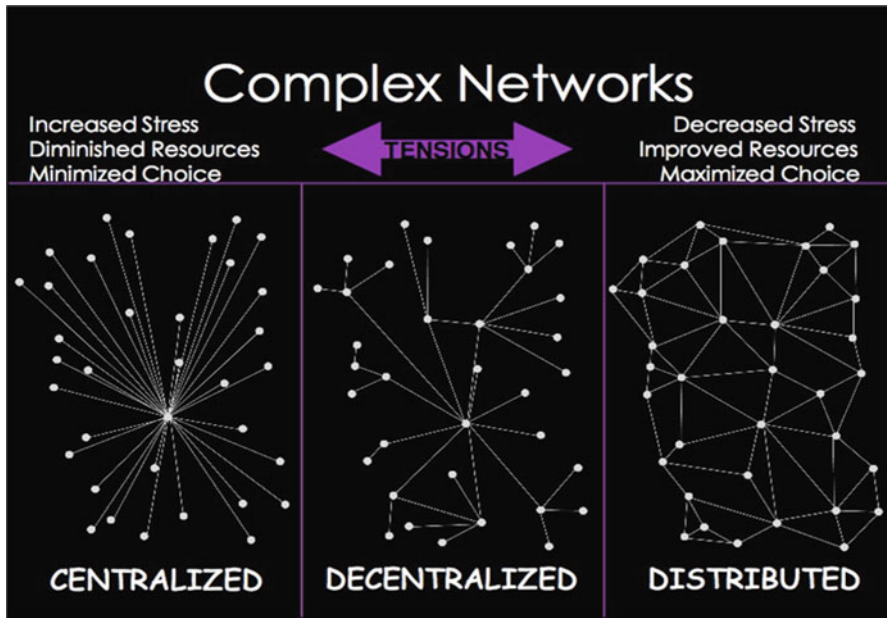 Complex Networks
Increased Stress
Diminished Resources
Minimized Choice
TENSIONS
Decreased Stress
Improved Resources
Maximized Choice
CENTRALIZED
DECENTRALIZED
DISTRIBUTED